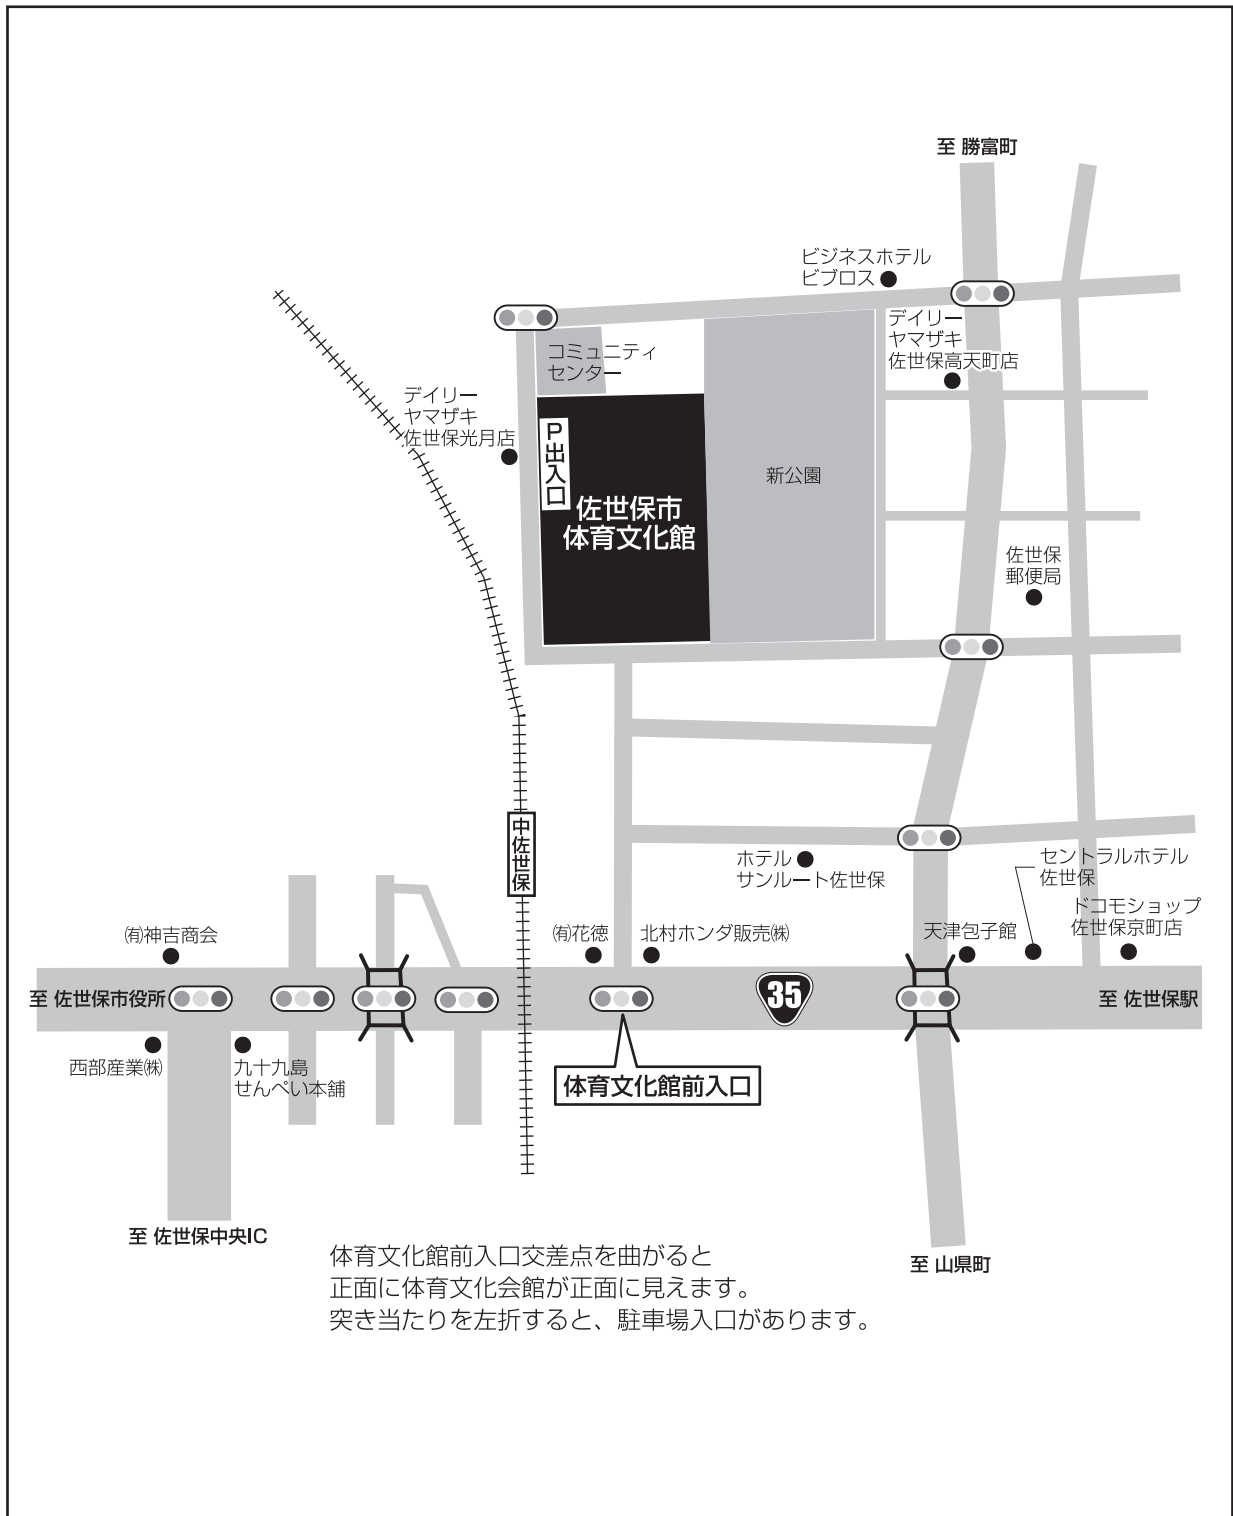 至 勝富町
ビジネスホテル
ビブロス
デイリー
ヤマザキ
佐世保高天町店
コミュニティ
センター
デイリー
ヤマザキ
佐世保光月店
P出入口
佐世保市
体育文化館
新公園
佐世保
郵便局
中佐世保
ホテル
サンルート佐世保
セントラルホテル
佐世保
ドコモショップ
佐世保京町店
㈲神吉商会
㈲花徳
北村ホンダ販売㈱
天津包子館
至 佐世保市役所
35
至 佐世保駅
西部産業㈱
九十九島
せんぺい本舗
体育文化館前入口
至 佐世保中央IC
至 山県町
体育文化館前入口交差点を曲がると
正面に体育文化会館が正面に見えます。
突き当たりを左折すると、駐車場入口があります。